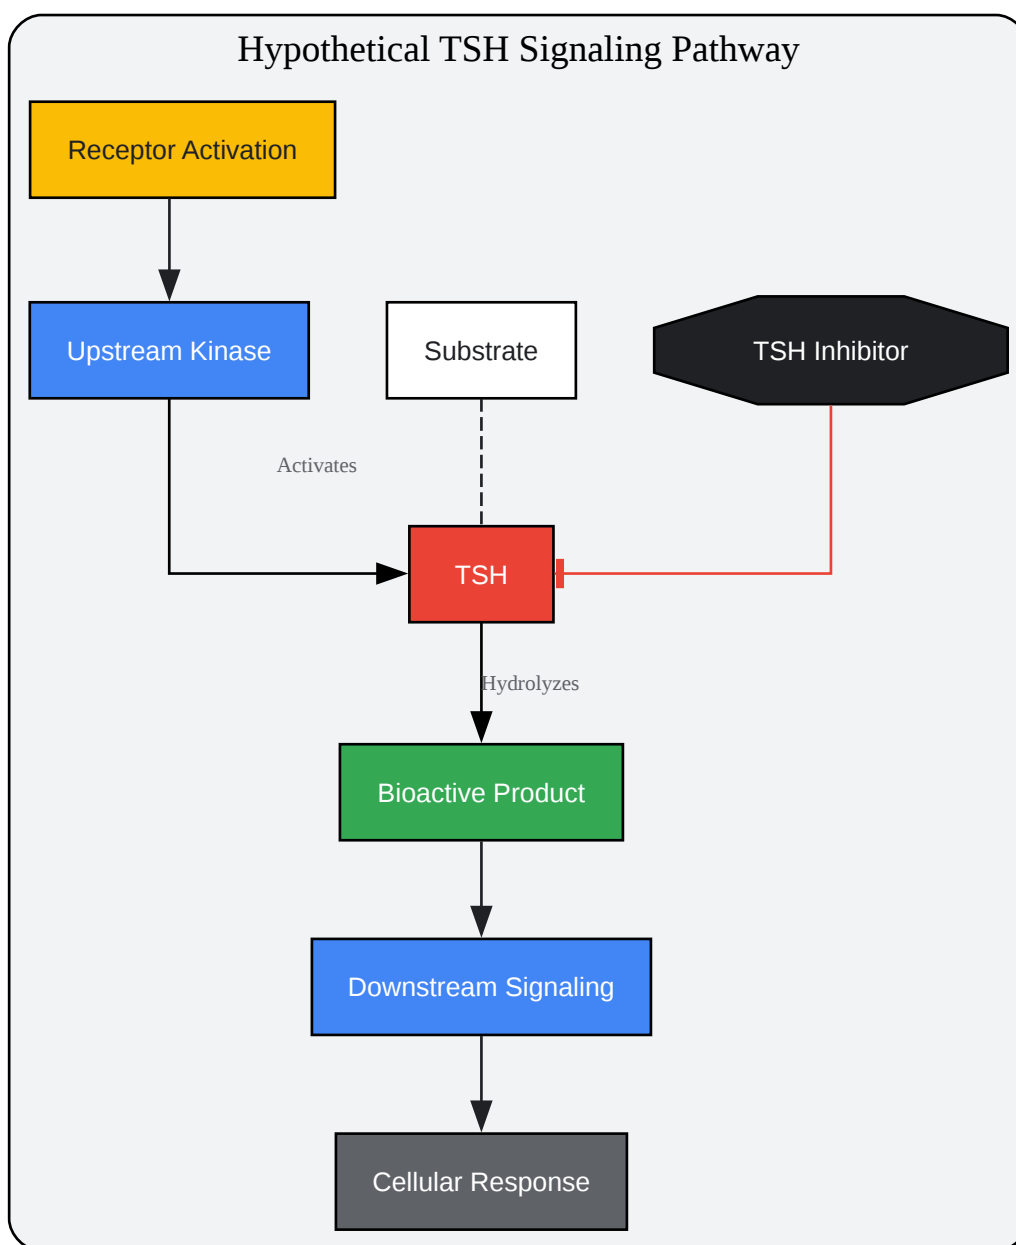 Hypothetical TSH Signaling Pathway
Receptor Activation
Upstream Kinase
Substrate
TSH Inhibitor
Activates
TSH
Hydrolyzes
Bioactive Product
Downstream Signaling
Cellular Response